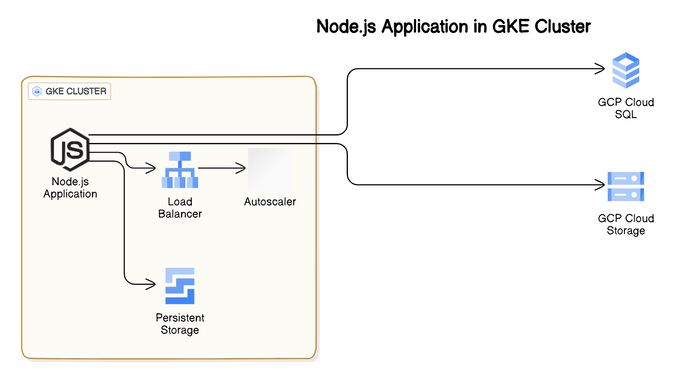 Node.js Application in GKE Cluster
GKE CLUSTER
GCP Cloud
SQL
JS
Node.js
Application
Load
Balancer
Autoscaler
GCP Cloud
Storage
Persistent
Storage